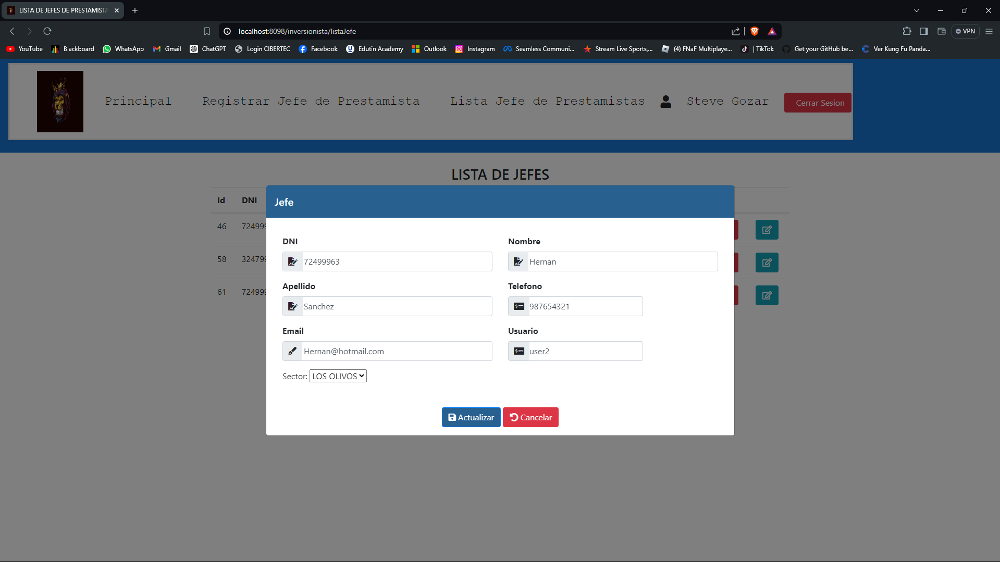 LISTA DE JEFES DE PRESTAMISTA
localhost:8098/inversionista/listaJefe
VPN
YouTube Blackboard WhatsApp Gmail ChatGPT Login CIBERTEC Facebook Edutin Academy Outlook Instagram Seamless Communi... Stream Live Sports,... (4) FNaF Multiplaye... | TikTok Get your GitHub be... Ver Kung Fu Panda...
Principal Registrar Jefe de Prestamista Lista Jefe de Prestamistas Steve Gozar Cerrar Sesion
LISTA DE JEFES
Id DNI
46 72499
58 32479
61 72499
Jefe
DNI Nombre
72499963 Hernan
Apellido Telefono
Sanchez 987654321
Email Usuario
Hernan@hotmail.com user2
Sector: LOS OLIVOS
Actualizar Cancelar